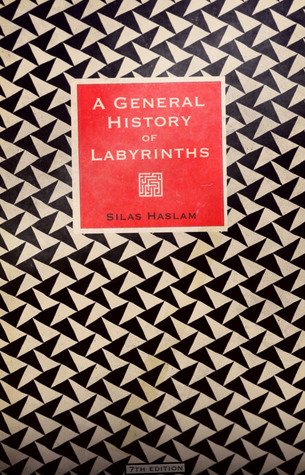 A GENERAL
HISTORY
OF
LABYRINTHS
SILAS HASLAM
7TH EDITION